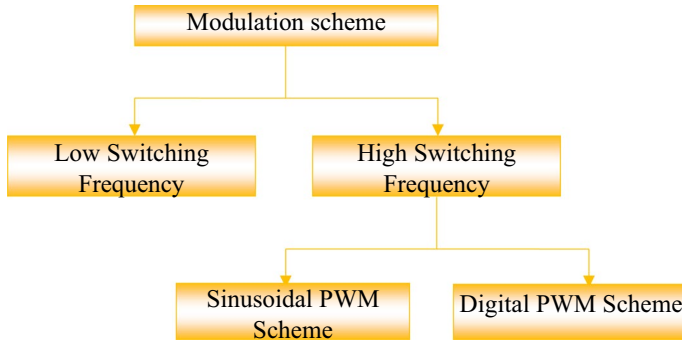 Modulation scheme
Low Switching
Frequency
High Switching
Frequency
Sinusoidal PWM
Scheme
Digital PWM Scheme